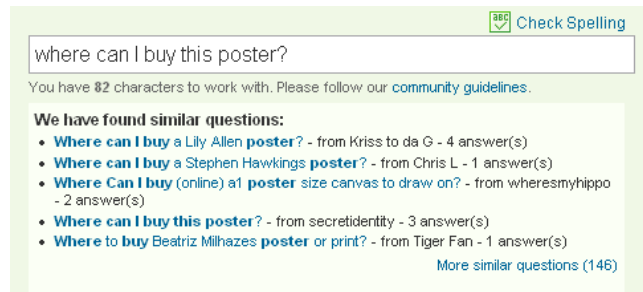 ABC Check Spelling
where can I buy this poster?
You have 82 characters to work with. Please follow our community guidelines.
We have found similar questions:
• Where can I buy a Lily Allen poster? - from Kriss to da G - 4 answer(s)
• Where can I buy a Stephen Hawkings poster? - from Chris L - 1 answer(s)
• Where Can I buy (online) a1 poster size canvas to draw on? - from wheresmyhippo
- 2 answer(s)
• Where can I buy this poster? - from secretidentity - 3 answer(s)
• Where to buy Beatriz Milhazes poster or print? - from Tiger Fan - 1 answer(s)
More similar questions (146)